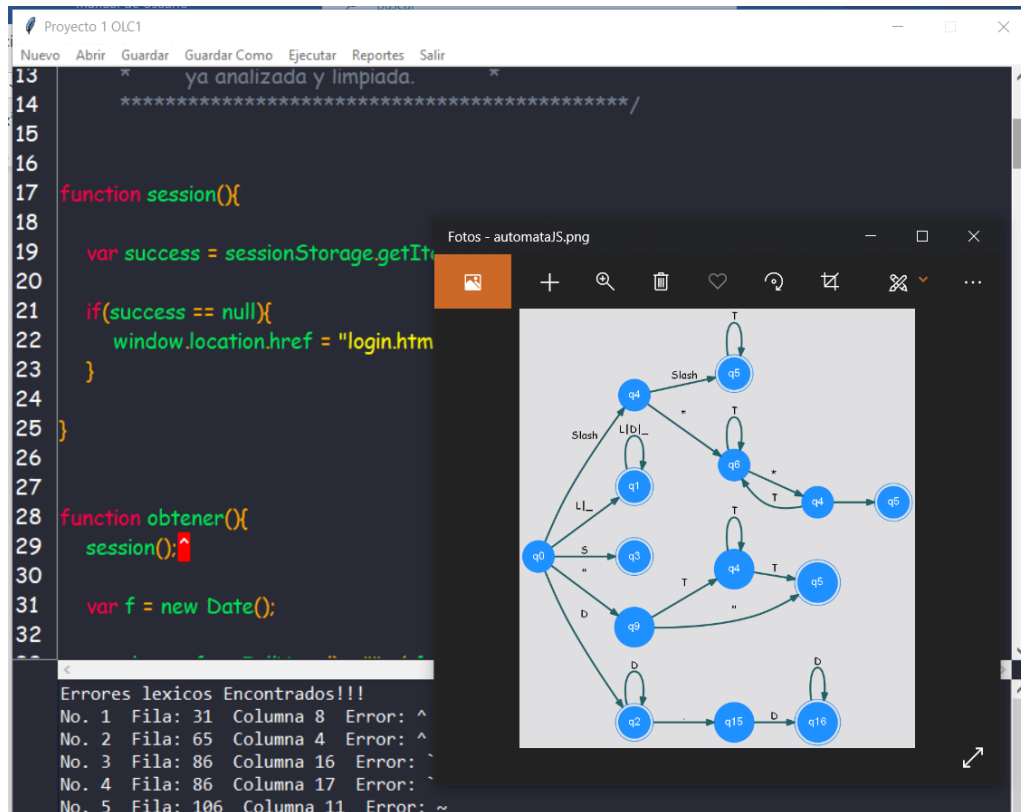 Proyecto 1 OLC1
Nuevo Abrir Guardar Guardar Como Ejecutar Reportes Salir
13 * ya analizada y limpiada. *
14 *********************************************/
15
16
17 function session(){
18
19 var success = sessionStorage.getIte
20
21 if(success == null){
22 window.location.href = "login.htm
23 }
24
25 }
26
27
28 function obtener(){
29 session();^
30
31 var f = new Date();
32
Fotos - automataJS.png
T
Slash q5
q4
* T
Slash L|D|_
q6
q1 *
T q4 q5
L|_
T
q0 S q3
" q4 T q5
T
D "
q9
D D
q2 . q15 D q16
Errores lexicos Encontrados!!!
No. 1 Fila: 31 Columna 8 Error: ^
No. 2 Fila: 65 Columna 4 Error: ^
No. 3 Fila: 86 Columna 16 Error: `
No. 4 Fila: 86 Columna 17 Error: `
No. 5 Fila: 106 Columna 11 Error: ~